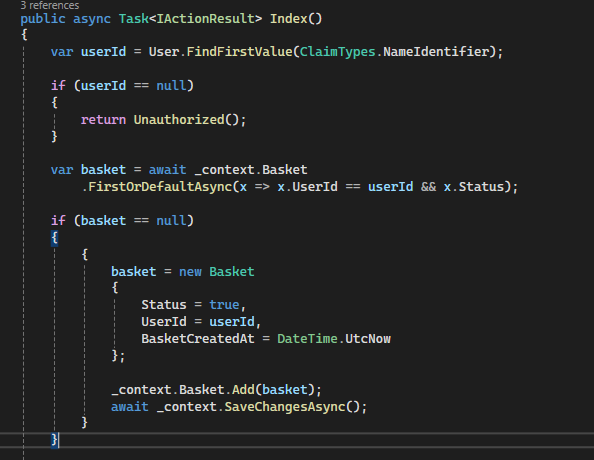 3 references
public async Task<IActionResult> Index()
{
    var userId = User.FindFirstValue(ClaimTypes.NameIdentifier);
    if (userId == null)
    {
        return Unauthorized();
    }
    var basket = await _context.Basket
        .FirstOrDefaultAsync(x => x.UserId == userId && x.Status);
    if (basket == null)
    {
        {
            basket = new Basket
            {
                Status = true,
                UserId = userId,
                BasketCreatedAt = DateTime.UtcNow
            };
            _context.Basket.Add(basket);
            await _context.SaveChangesAsync();
        }
    }